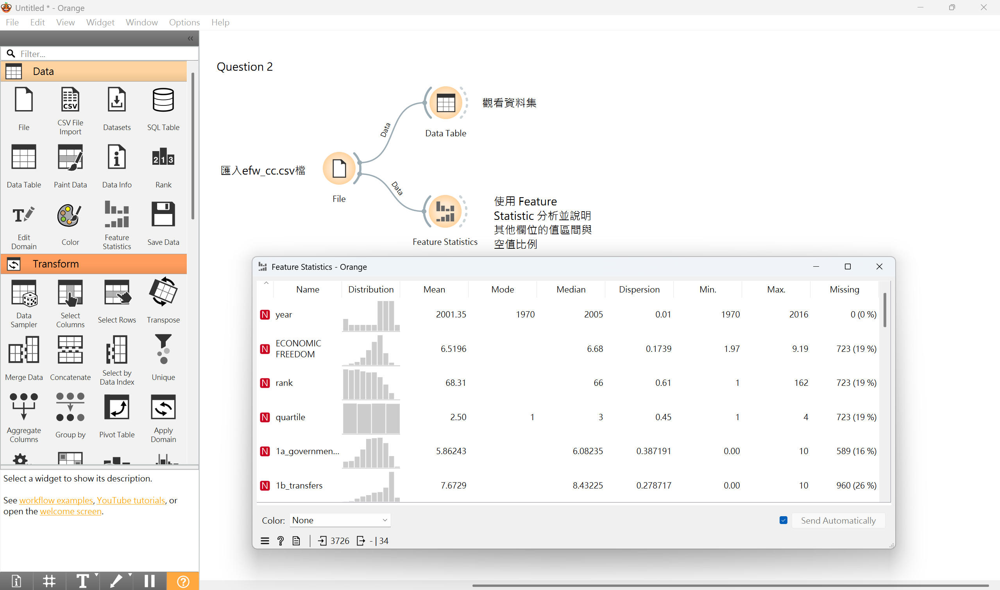 Untitled * - Orange
File Edit View Widget Window Options Help
«
Filter...
Data
File
CSV
CSV File Import
Datasets
SQL Table
Data Table
Paint Data
Data Info
213
Rank
Edit Domain
Color
Feature Statistics
Save Data
Transform
Data Sampler
Select Columns
Select Rows
Transpose
Merge Data
Concatenate
Select by Data Index
Unique
Aggregate Columns
Group by
Pivot Table
Apply Domain
Select a widget to show its description.
See workflow examples, YouTube tutorials, or
open the welcome screen.
Question 2
Data
Data Table
觀看資料集
匯入efw_cc.csv檔
File
Data
Feature Statistics
使用 Feature
Statistic 分析並說明
其他欄位的值區間與
空值比例
Feature Statistics - Orange
Name Distribution Mean Mode Median Dispersion Min. Max. Missing
N year 2001.35 1970 2005 0.01 1970 2016 0 (0 %)
N ECONOMIC FREEDOM 6.5196 6.68 0.1739 1.97 9.19 723 (19 %)
N rank 68.31 66 0.61 1 162 723 (19 %)
N quartile 2.50 1 3 0.45 1 4 723 (19 %)
N 1a_governmen... 5.86243 6.08235 0.387191 0.00 10 589 (16 %)
N 1b_transfers 7.6729 8.43225 0.278717 0.00 10 960 (26 %)
Color: None
Send Automatically
3726 - | 34